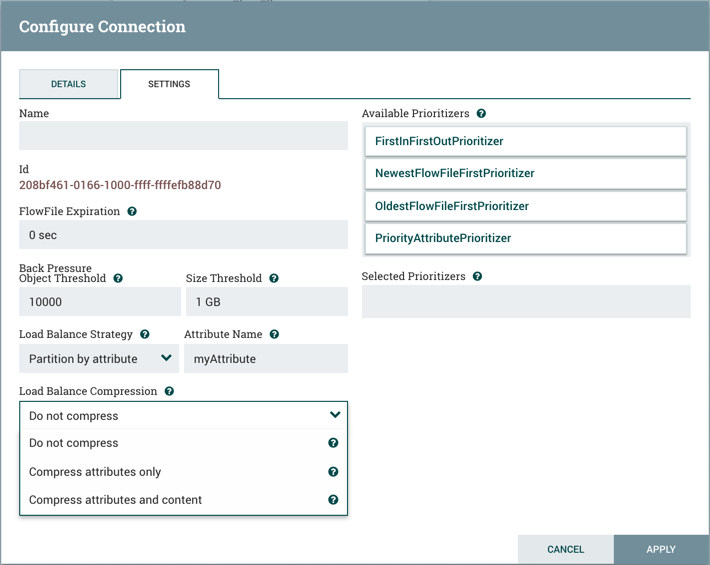 Configure Connection
DETAILS
SETTINGS
Name
Id
208bf461-0166-1000-ffff-ffffefb88d70
FlowFile Expiration
0 sec
Back Pressure
Object Threshold
Size Threshold
10000
1 GB
Load Balance Strategy
Attribute Name
Partition by attribute
myAttribute
Load Balance Compression
Do not compress
Do not compress
Compress attributes only
Compress attributes and content
Available Prioritizers
FirstInFirstOutPrioritizer
NewestFlowFileFirstPrioritizer
OldestFlowFileFirstPrioritizer
PriorityAttributePrioritizer
Selected Prioritizers
CANCEL
APPLY